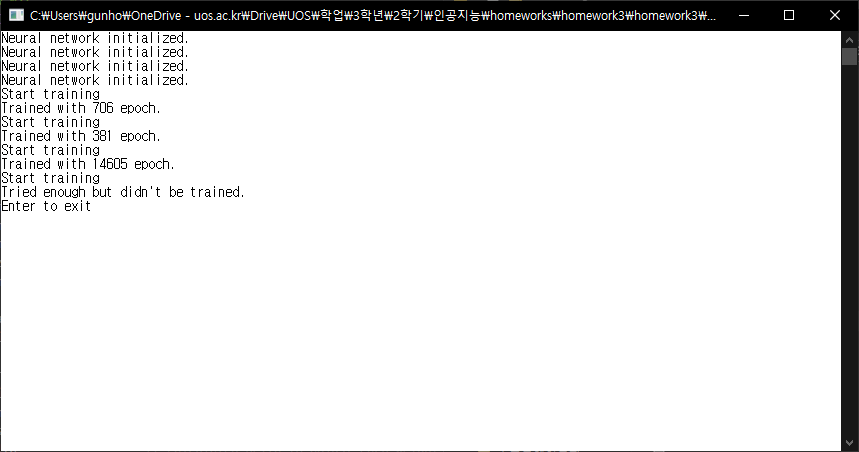 C:₩Users₩gunho₩OneDrive - uos.ac.kr₩Drive₩UOS₩학업₩3학년₩2학기₩인공지능₩homeworks₩homework3₩homework3₩...
Neural network initialized.
Neural network initialized.
Neural network initialized.
Neural network initialized.
Start training
Trained with 706 epoch.
Start training
Trained with 381 epoch.
Start training
Trained with 14605 epoch.
Start training
Tried enough but didn't be trained.
Enter to exit